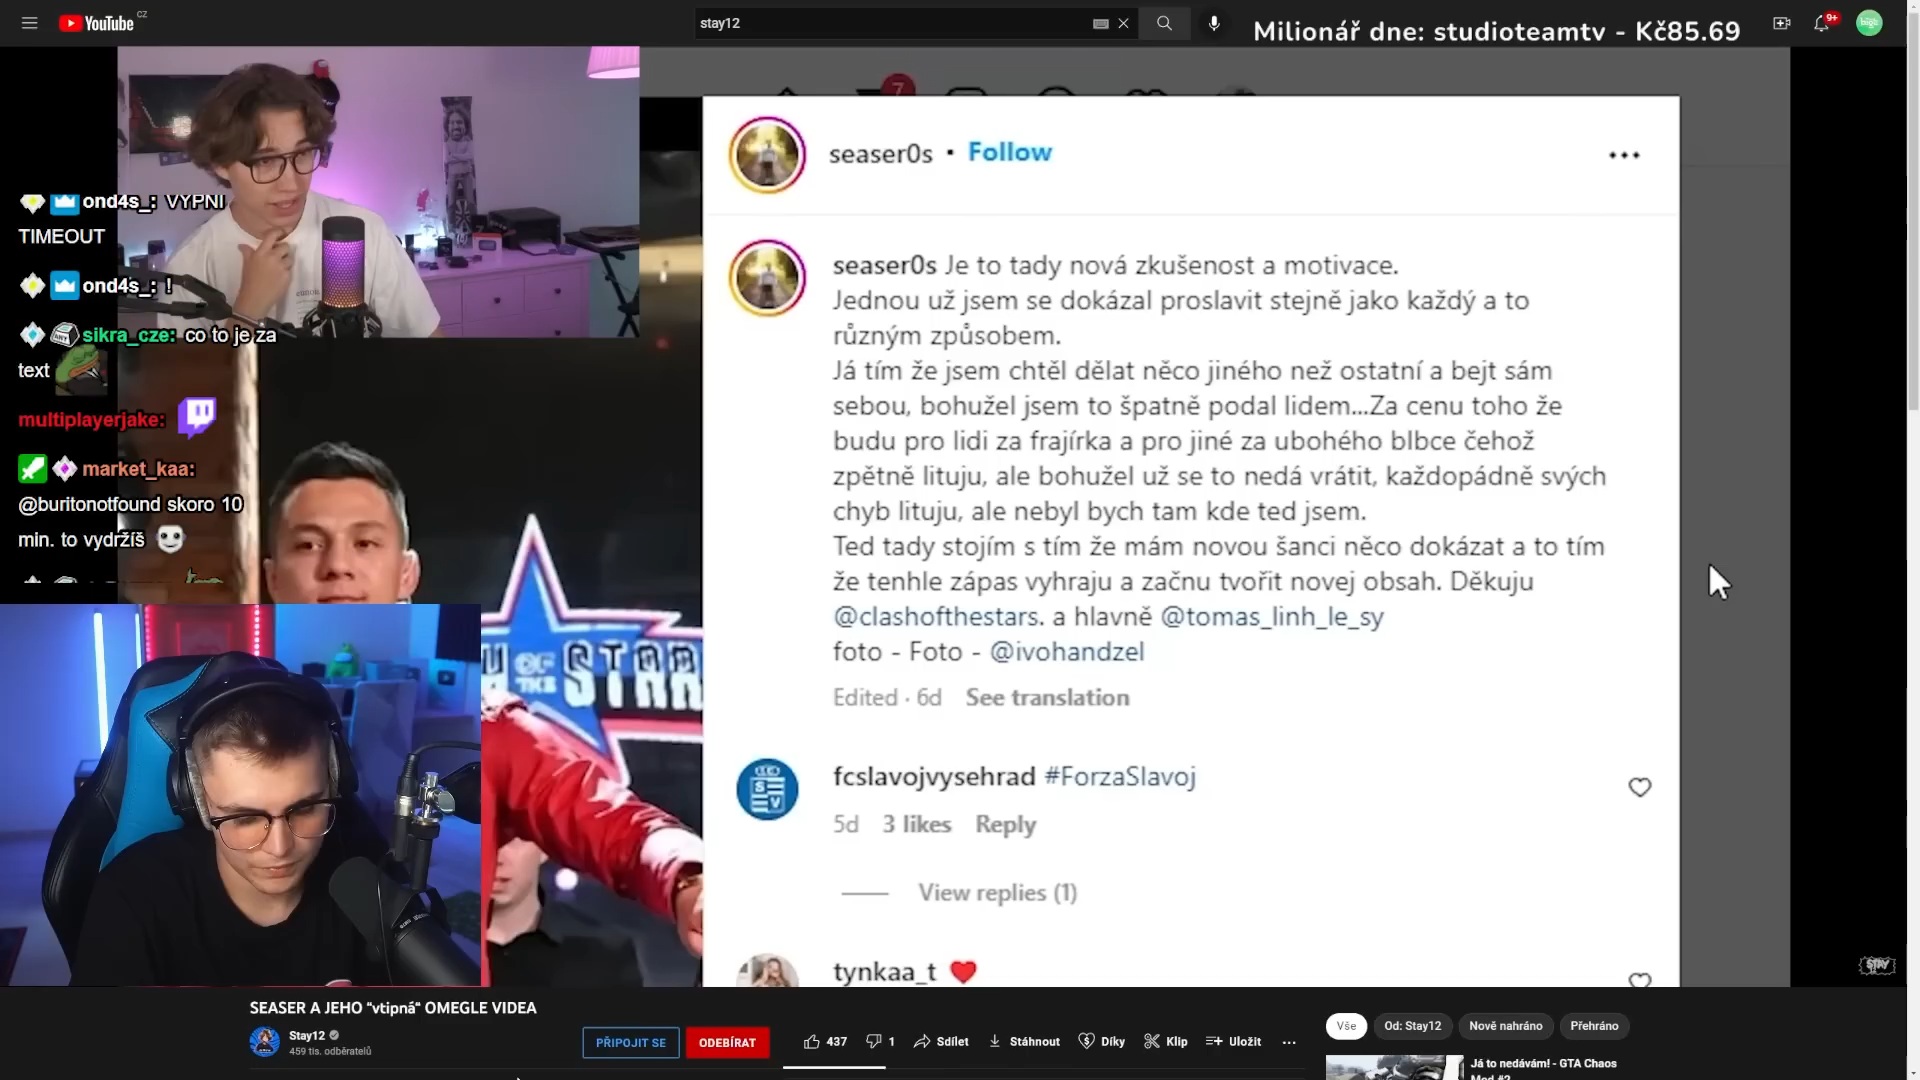 YouTube CZ
stay12
Milionář dne: studioteamtv - Kč85.69
9+
7
seaser0s • Follow
seaser0s Je to tady nová zkušenost a motivace.
Jednou už jsem se dokázal proslavit stejně jako každý a to
různým způsobem.
Já tím že jsem chtěl dělat něco jiného než ostatní a bejt sám
sebou, bohužel jsem to špatně podal lidem...Za cenu toho že
budu pro lidi za frajírka a pro jiné za ubohého blbce čehož
zpětně lituju, ale bohužel už se to nedá vrátit, každopádně svých
chyb lituju, ale nebyl bych tam kde ted jsem.
Ted tady stojím s tím že mám novou šanci něco dokázat a to tím
že tenhle zápas vyhraju a začnu tvořit novej obsah. Děkuju
@clashofthestars. a hlavně @tomas_linh_le_sy
foto - Foto - @ivohandzel
Edited · 6d See translation
fcslavojvysehrad #ForzaSlavoj
5d 3 likes Reply
View replies (1)
tynkaa_t
ond4s_: VYPNI
TIMEOUT
ond4s_: !
sikra_cze: co to je za
text
multiplayerjake:
market_kaa:
@buritonotfound skoro 10
min. to vydržíš
OF THE STARS
STAY
SEASER A JEHO “vtipná“ OMEGLE VIDEA
Stay12
459 tis. odběratelů
PŘIPOJIT SE
ODEBÍRAT
437
1
Sdílet
Stáhnout
Díky
Klip
Uložit
Vše
Od: Stay12
Nově nahráno
Přehráno
Já to nedávám! - GTA Chaos
Mod #2